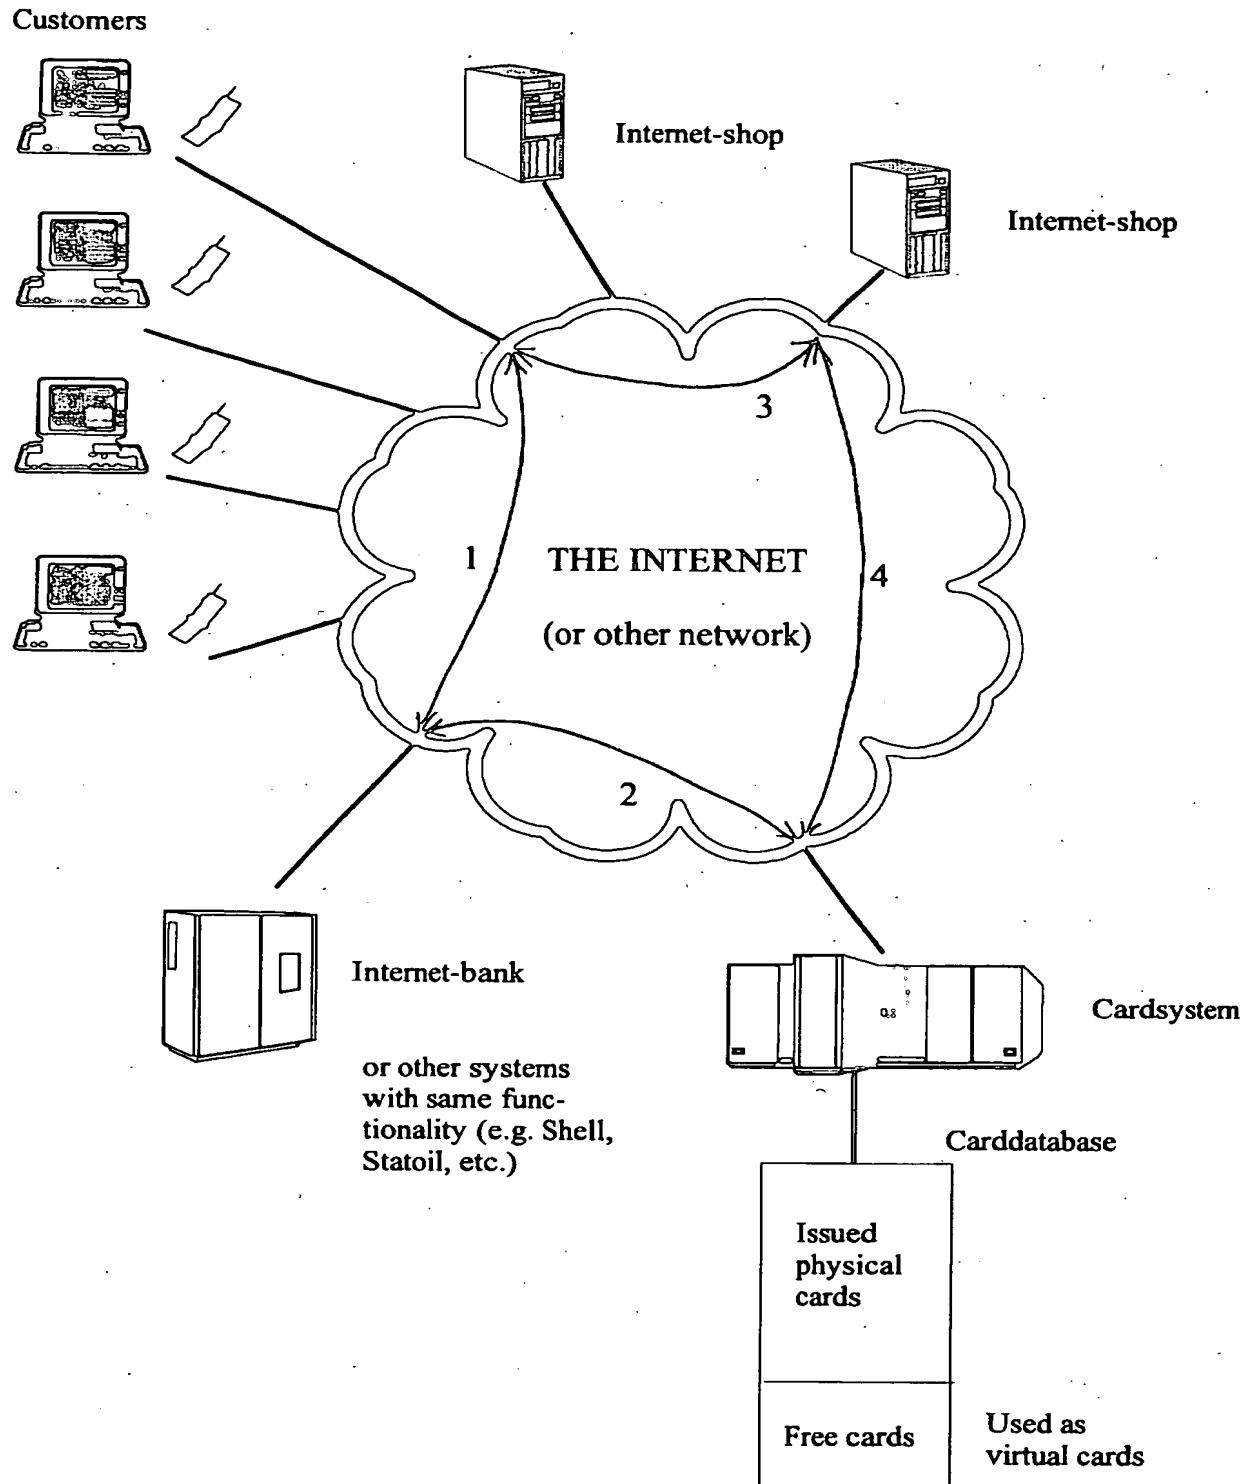 Customers
Internet-shop
Internet-shop
3
1
THE INTERNET
4
(or other network)
2
Internet-bank
Cardsystem
or other systems
with same func-
tionality (e.g. Shell,
Statoil, etc.)
Carddatabase
Issued
physical
cards
Free cards
Used as
virtual cards